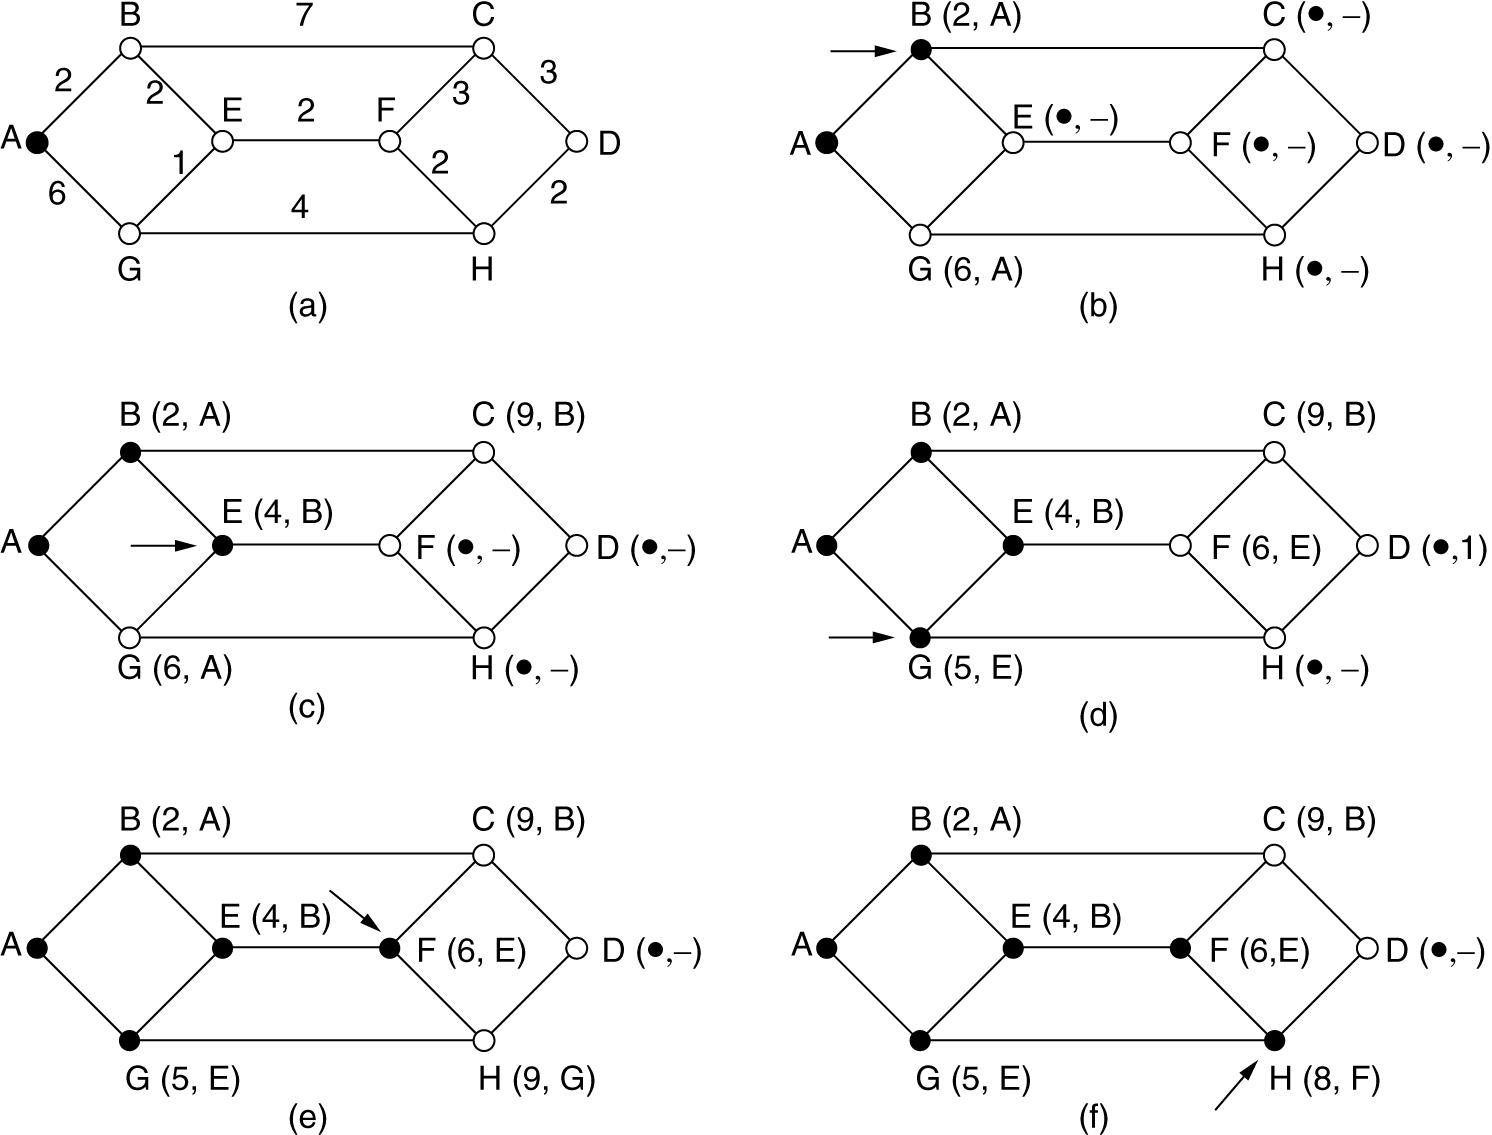 B 7 C
2 2 3 3
A E 2 F D
6 1 2 2
4
G H
(a)
B (2, A) C (●, –)
A E (●, –) F (●, –) D (●, –)
G (6, A) H (●, –)
(b)
B (2, A) C (9, B)
E (4, B)
A F (●, –) D (●,–)
G (6, A) H (●, –)
(c)
B (2, A) C (9, B)
E (4, B)
A F (6, E) D (●,1)
G (5, E) H (●, –)
(d)
B (2, A) C (9, B)
E (4, B)
A F (6, E) D (●,–)
G (5, E) H (9, G)
(e)
B (2, A) C (9, B)
E (4, B)
A F (6,E) D (●,–)
G (5, E) H (8, F)
(f)